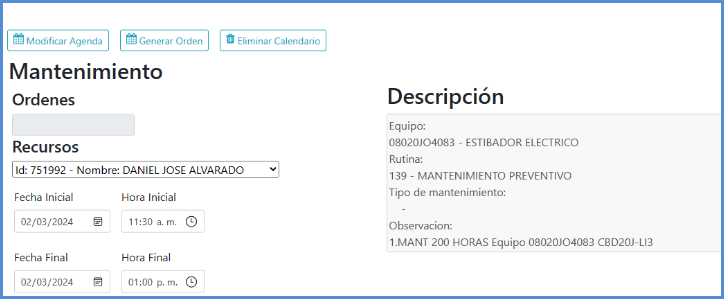 Modificar Agenda Generar Orden Eliminar Calendario
Mantenimiento
Ordenes
Recursos
Id: 751992 - Nombre: DANIEL JOSE ALVARADO
Fecha Inicial Hora Inicial
02/03/2024 11:30 a. m.
Fecha Final Hora Final
02/03/2024 01:00 p. m.
Descripción
Equipo:
08020JO4083 - ESTIBADOR ELECTRICO
Rutina:
139 - MANTENIMIENTO PREVENTIVO
Tipo de mantenimiento:
-
Observacion:
1.MANT 200 HORAS Equipo 08020JO4083 CBD20J-LI3